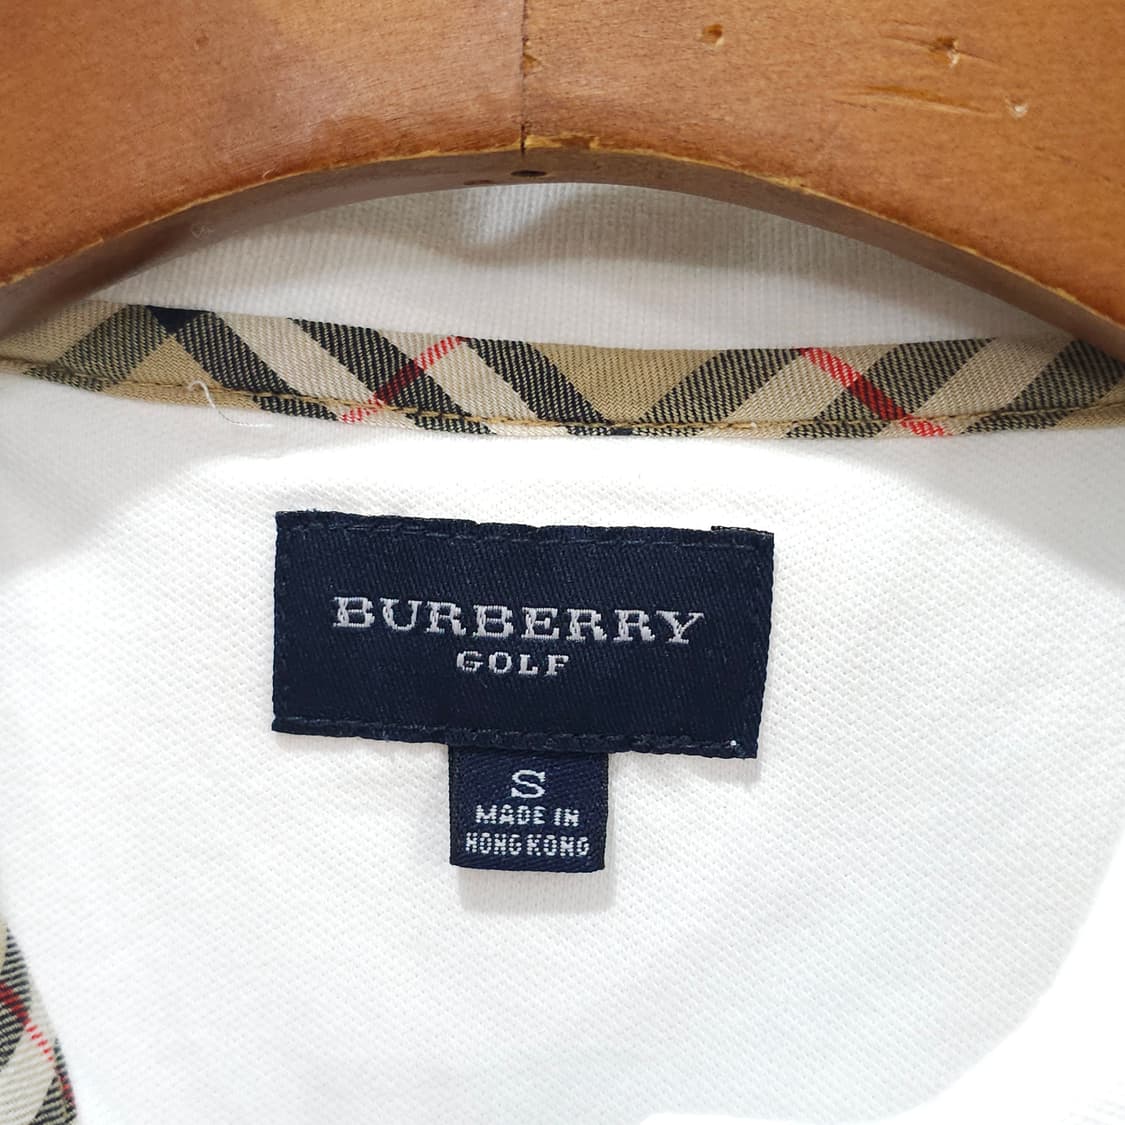 BURBERRY
GOLF
S
MADE IN
HONG KONG